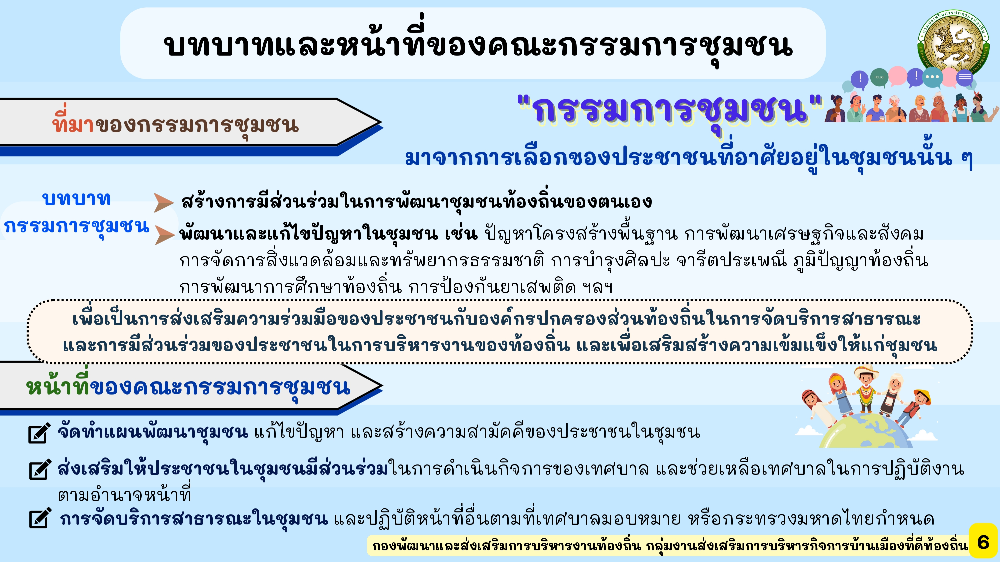 บทบาทและหน้าที่ของคณะกรรมการชุมชน
กรมส่งเสริมการปกครองท้องถิ่น
HELLO!
ที่มาของกรรมการชุมชน
"กรรมการชุมชน"
มาจากการเลือกของประชาชนที่อาศัยอยู่ในชุมชนนั้น ๆ
บทบาท
กรรมการชุมชน
สร้างการมีส่วนร่วมในการพัฒนาชุมชนท้องถิ่นของตนเอง
พัฒนาและแก้ไขปัญหาในชุมชน เช่น ปัญหาโครงสร้างพื้นฐาน การพัฒนาเศรษฐกิจและสังคม
การจัดการสิ่งแวดล้อมและทรัพยากรธรรมชาติ การบำรุงศิลปะ จารีตประเพณี ภูมิปัญญาท้องถิ่น
การพัฒนาการศึกษาท้องถิ่น การป้องกันยาเสพติด ฯลฯ
เพื่อเป็นการส่งเสริมความร่วมมือของประชาชนกับองค์กรปกครองส่วนท้องถิ่นในการจัดบริการสาธารณะ
และการมีส่วนร่วมของประชาชนในการบริหารงานของท้องถิ่น และเพื่อเสริมสร้างความเข้มแข็งให้แก่ชุมชน
หน้าที่ของคณะกรรมการชุมชน
จัดทำแผนพัฒนาชุมชน แก้ไขปัญหา และสร้างความสามัคคีของประชาชนในชุมชน
ส่งเสริมให้ประชาชนในชุมชนมีส่วนร่วมในการดำเนินกิจการของเทศบาล และช่วยเหลือเทศบาลในการปฏิบัติงาน
ตามอำนาจหน้าที่
การจัดบริการสาธารณะในชุมชน และปฏิบัติหน้าที่อื่นตามที่เทศบาลมอบหมาย หรือกระทรวงมหาดไทยกำหนด
กองพัฒนาและส่งเสริมการบริหารงานท้องถิ่น กลุ่มงานส่งเสริมการบริหารกิจการบ้านเมืองที่ดีท้องถิ่น
6